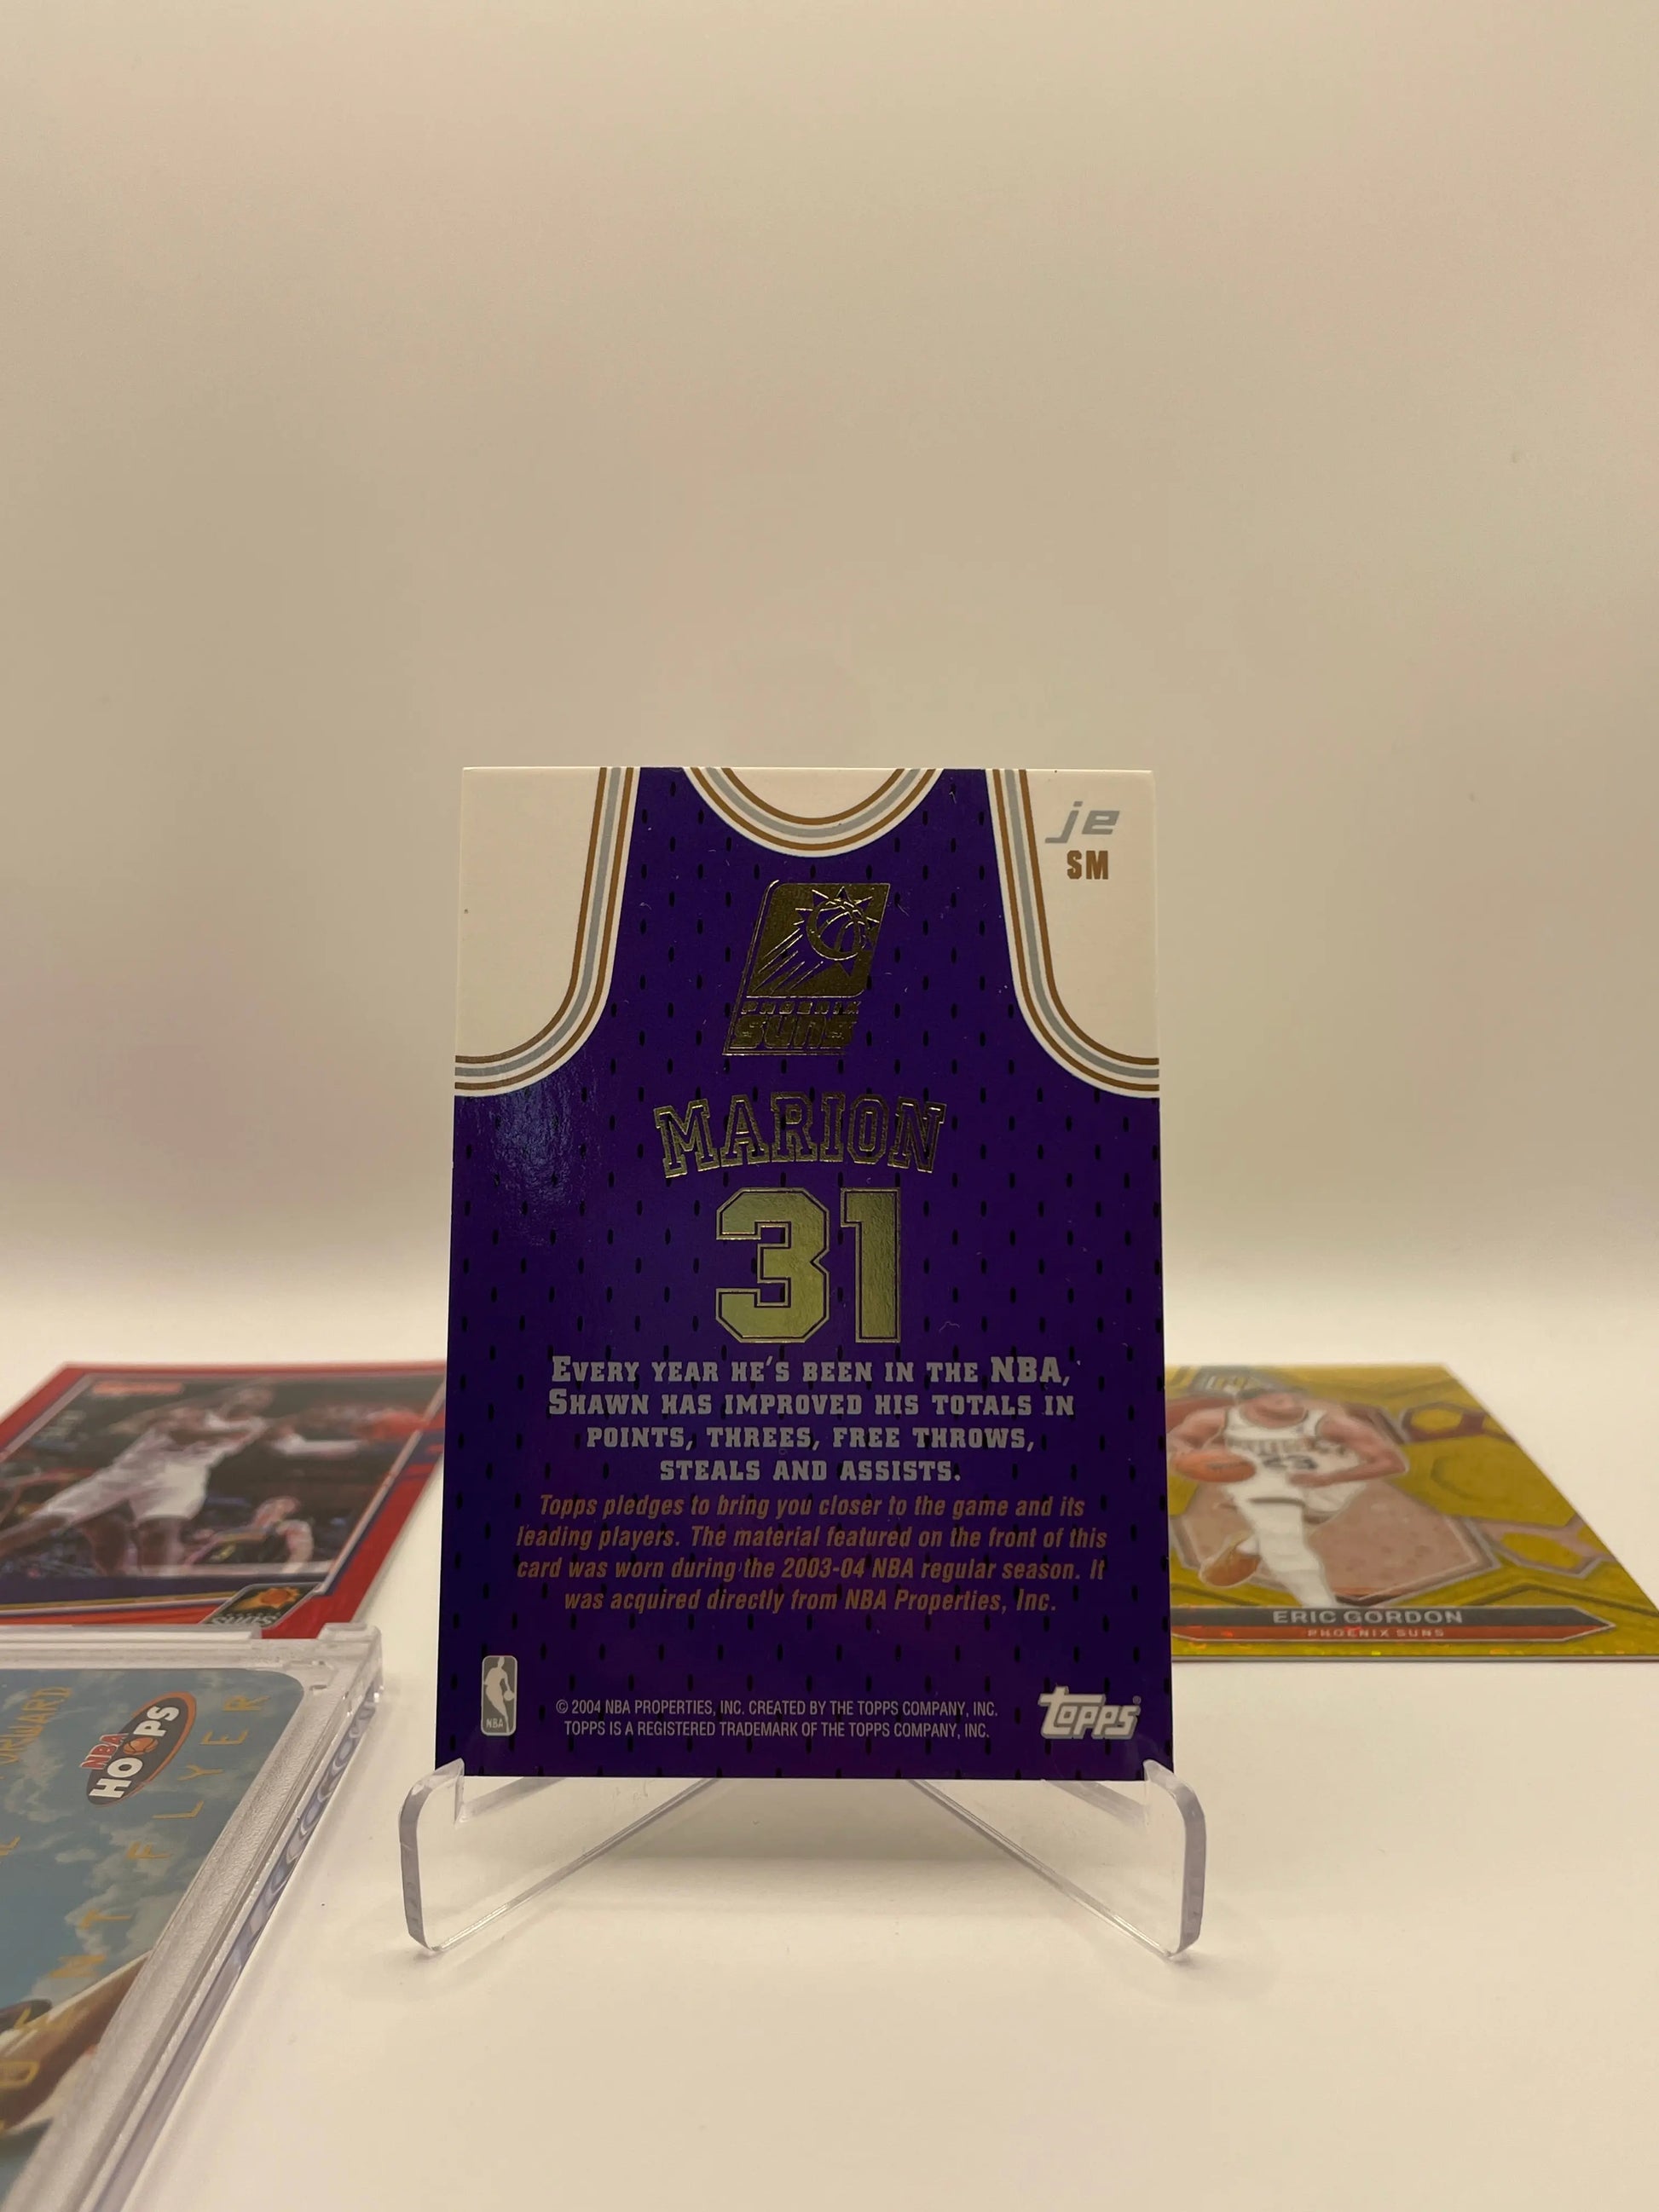 je
SM
PHOENIX
SUNS
MARION
31
EVERY YEAR HE'S BEEN IN THE NBA,
SHAWN HAS IMPROVED HIS TOTALS IN
POINTS, THREES, FREE THROWS,
STEALS AND ASSISTS.
Topps pledges to bring you closer to the game and its
leading players. The material featured on the front of this
card was worn during the 2003-04 NBA regular season. It
was acquired directly from NBA Properties, Inc.
NBA
© 2004 NBA PROPERTIES, INC. CREATED BY THE TOPPS COMPANY, INC.
TOPPS IS A REGISTERED TRADEMARK OF THE TOPPS COMPANY, INC.
Topps®
SUNS
NBA
HOOPS
FLYER
ERIC GORDON
PHOENIX SUNS